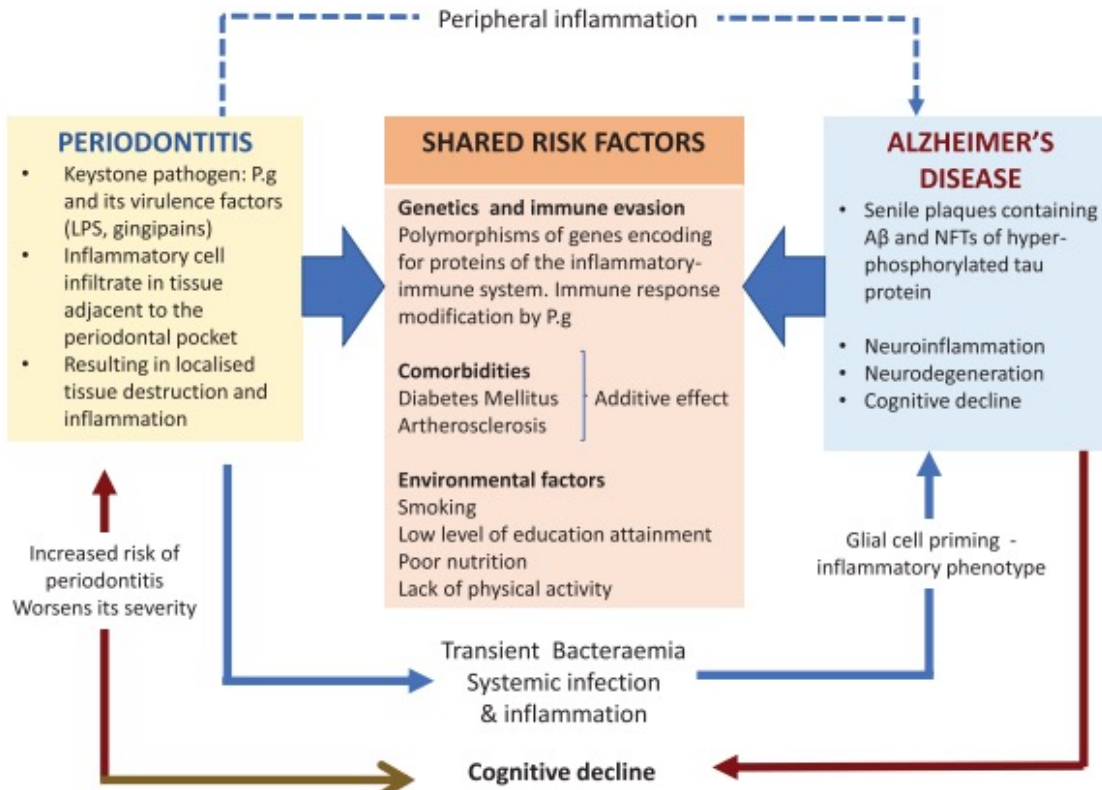 Peripheral inflammation
PERIODONTITIS
• Keystone pathogen: P.g
and its virulence factors
(LPS, gingipains)
• Inflammatory cell
infiltrate in tissue
adjacent to the
periodontal pocket
• Resulting in localised
tissue destruction and
inflammation
SHARED RISK FACTORS
Genetics and immune evasion
Polymorphisms of genes encoding
for proteins of the inflammatory-
immune system. Immune response
modification by P.g
Comorbidities
Diabetes Mellitus
Artherosclerosis
Additive effect
Environmental factors
Smoking
Low level of education attainment
Poor nutrition
Lack of physical activity
ALZHEIMER'S
DISEASE
• Senile plaques containing
Aβ and NFTs of hyper-
phosphorylated tau
protein
• Neuroinflammation
• Neurodegeneration
• Cognitive decline
Increased risk of
periodontitis
Worsens its severity
Glial cell priming -
inflammatory phenotype
Transient Bacteraemia
Systemic infection
& inflammation
Cognitive decline